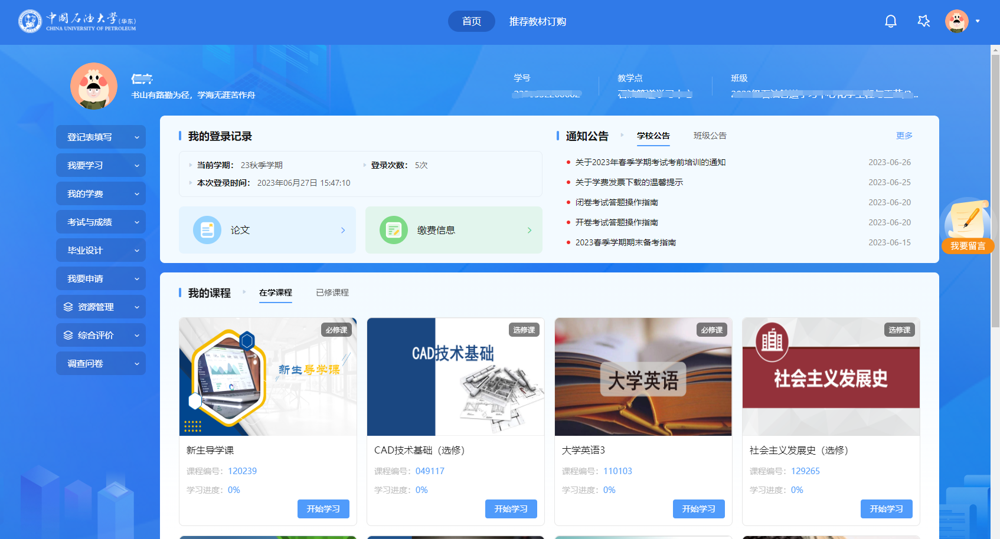 中国石油大学(华东)
CHINA UNIVERSITY OF PETROLEUM
首页
推荐教材订购
书山有路勤为径，学海无涯苦作舟
学号
教学点
班级
登记表填写
我要学习
我的学费
考试与成绩
毕业设计
我要申请
资源管理
综合评价
调查问卷
我的登录记录
当前学期： 23秋季学期
登录次数： 5次
本次登录时间： 2023年06月27日 15:47:10
论文
缴费信息
通知公告
学校公告
班级公告
更多
关于2023年春季学期考试考前培训的通知 2023-06-26
关于学费发票下载的温馨提示 2023-06-25
闭卷考试答题操作指南 2023-06-20
开卷考试答题操作指南 2023-06-20
2023春季学期期末备考指南 2023-06-15
我要留言
我的课程
在学课程
已修课程
必修课
新生导学课
新生导学课
课程编号：120239
学习进度：0%
开始学习
选修课
CAD技术基础
CAD技术基础（选修）
课程编号：049117
学习进度：0%
开始学习
必修课
大学英语
大学英语3
课程编号：110103
学习进度：0%
开始学习
选修课
社会主义发展史
社会主义发展史（选修）
课程编号：129265
学习进度：0%
开始学习